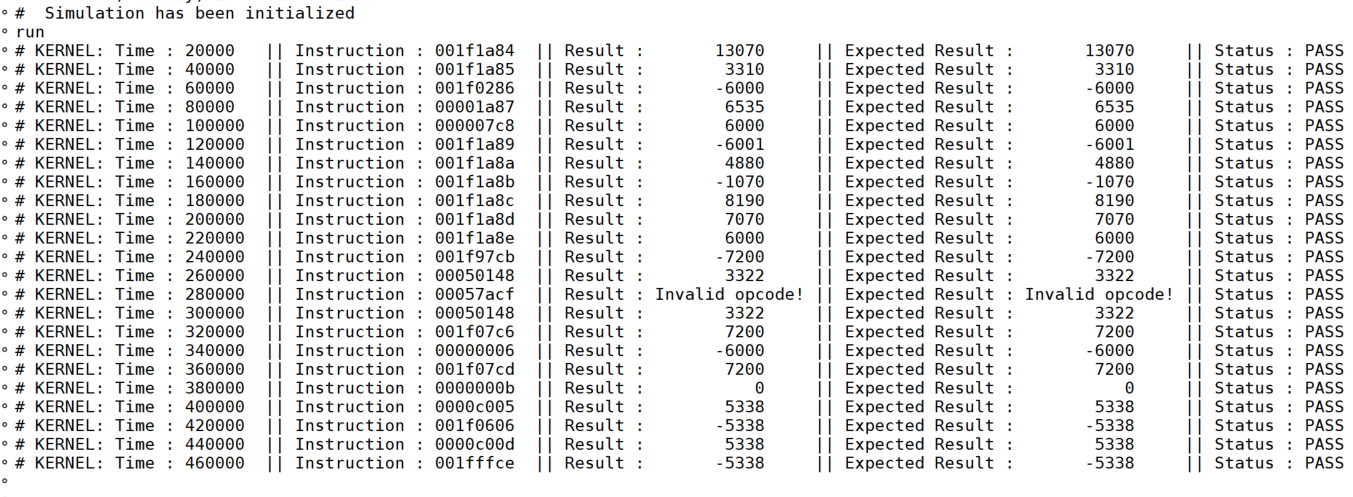 # Simulation has been initialized
run
# KERNEL: Time : 20000 || Instruction : 001f1a84 || Result : 13070 || Expected Result : 13070 || Status : PASS
# KERNEL: Time : 40000 || Instruction : 001f1a85 || Result : 3310 || Expected Result : 3310 || Status : PASS
# KERNEL: Time : 60000 || Instruction : 001f0286 || Result : -6000 || Expected Result : -6000 || Status : PASS
# KERNEL: Time : 80000 || Instruction : 00001a87 || Result : 6535 || Expected Result : 6535 || Status : PASS
# KERNEL: Time : 100000 || Instruction : 000007c8 || Result : 6000 || Expected Result : 6000 || Status : PASS
# KERNEL: Time : 120000 || Instruction : 001f1a89 || Result : -6001 || Expected Result : -6001 || Status : PASS
# KERNEL: Time : 140000 || Instruction : 001f1a8a || Result : 4880 || Expected Result : 4880 || Status : PASS
# KERNEL: Time : 160000 || Instruction : 001f1a8b || Result : -1070 || Expected Result : -1070 || Status : PASS
# KERNEL: Time : 180000 || Instruction : 001f1a8c || Result : 8190 || Expected Result : 8190 || Status : PASS
# KERNEL: Time : 200000 || Instruction : 001f1a8d || Result : 7070 || Expected Result : 7070 || Status : PASS
# KERNEL: Time : 220000 || Instruction : 001f1a8e || Result : 6000 || Expected Result : 6000 || Status : PASS
# KERNEL: Time : 240000 || Instruction : 001f97cb || Result : -7200 || Expected Result : -7200 || Status : PASS
# KERNEL: Time : 260000 || Instruction : 00050148 || Result : 3322 || Expected Result : 3322 || Status : PASS
# KERNEL: Time : 280000 || Instruction : 00057acf || Result : Invalid opcode! || Expected Result : Invalid opcode! || Status : PASS
# KERNEL: Time : 300000 || Instruction : 00050148 || Result : 3322 || Expected Result : 3322 || Status : PASS
# KERNEL: Time : 320000 || Instruction : 001f07c6 || Result : 7200 || Expected Result : 7200 || Status : PASS
# KERNEL: Time : 340000 || Instruction : 00000006 || Result : -6000 || Expected Result : -6000 || Status : PASS
# KERNEL: Time : 360000 || Instruction : 001f07cd || Result : 7200 || Expected Result : 7200 || Status : PASS
# KERNEL: Time : 380000 || Instruction : 0000000b || Result : 0 || Expected Result : 0 || Status : PASS
# KERNEL: Time : 400000 || Instruction : 0000c005 || Result : 5338 || Expected Result : 5338 || Status : PASS
# KERNEL: Time : 420000 || Instruction : 001f0606 || Result : -5338 || Expected Result : -5338 || Status : PASS
# KERNEL: Time : 440000 || Instruction : 0000c00d || Result : 5338 || Expected Result : 5338 || Status : PASS
# KERNEL: Time : 460000 || Instruction : 001fffce || Result : -5338 || Expected Result : -5338 || Status : PASS